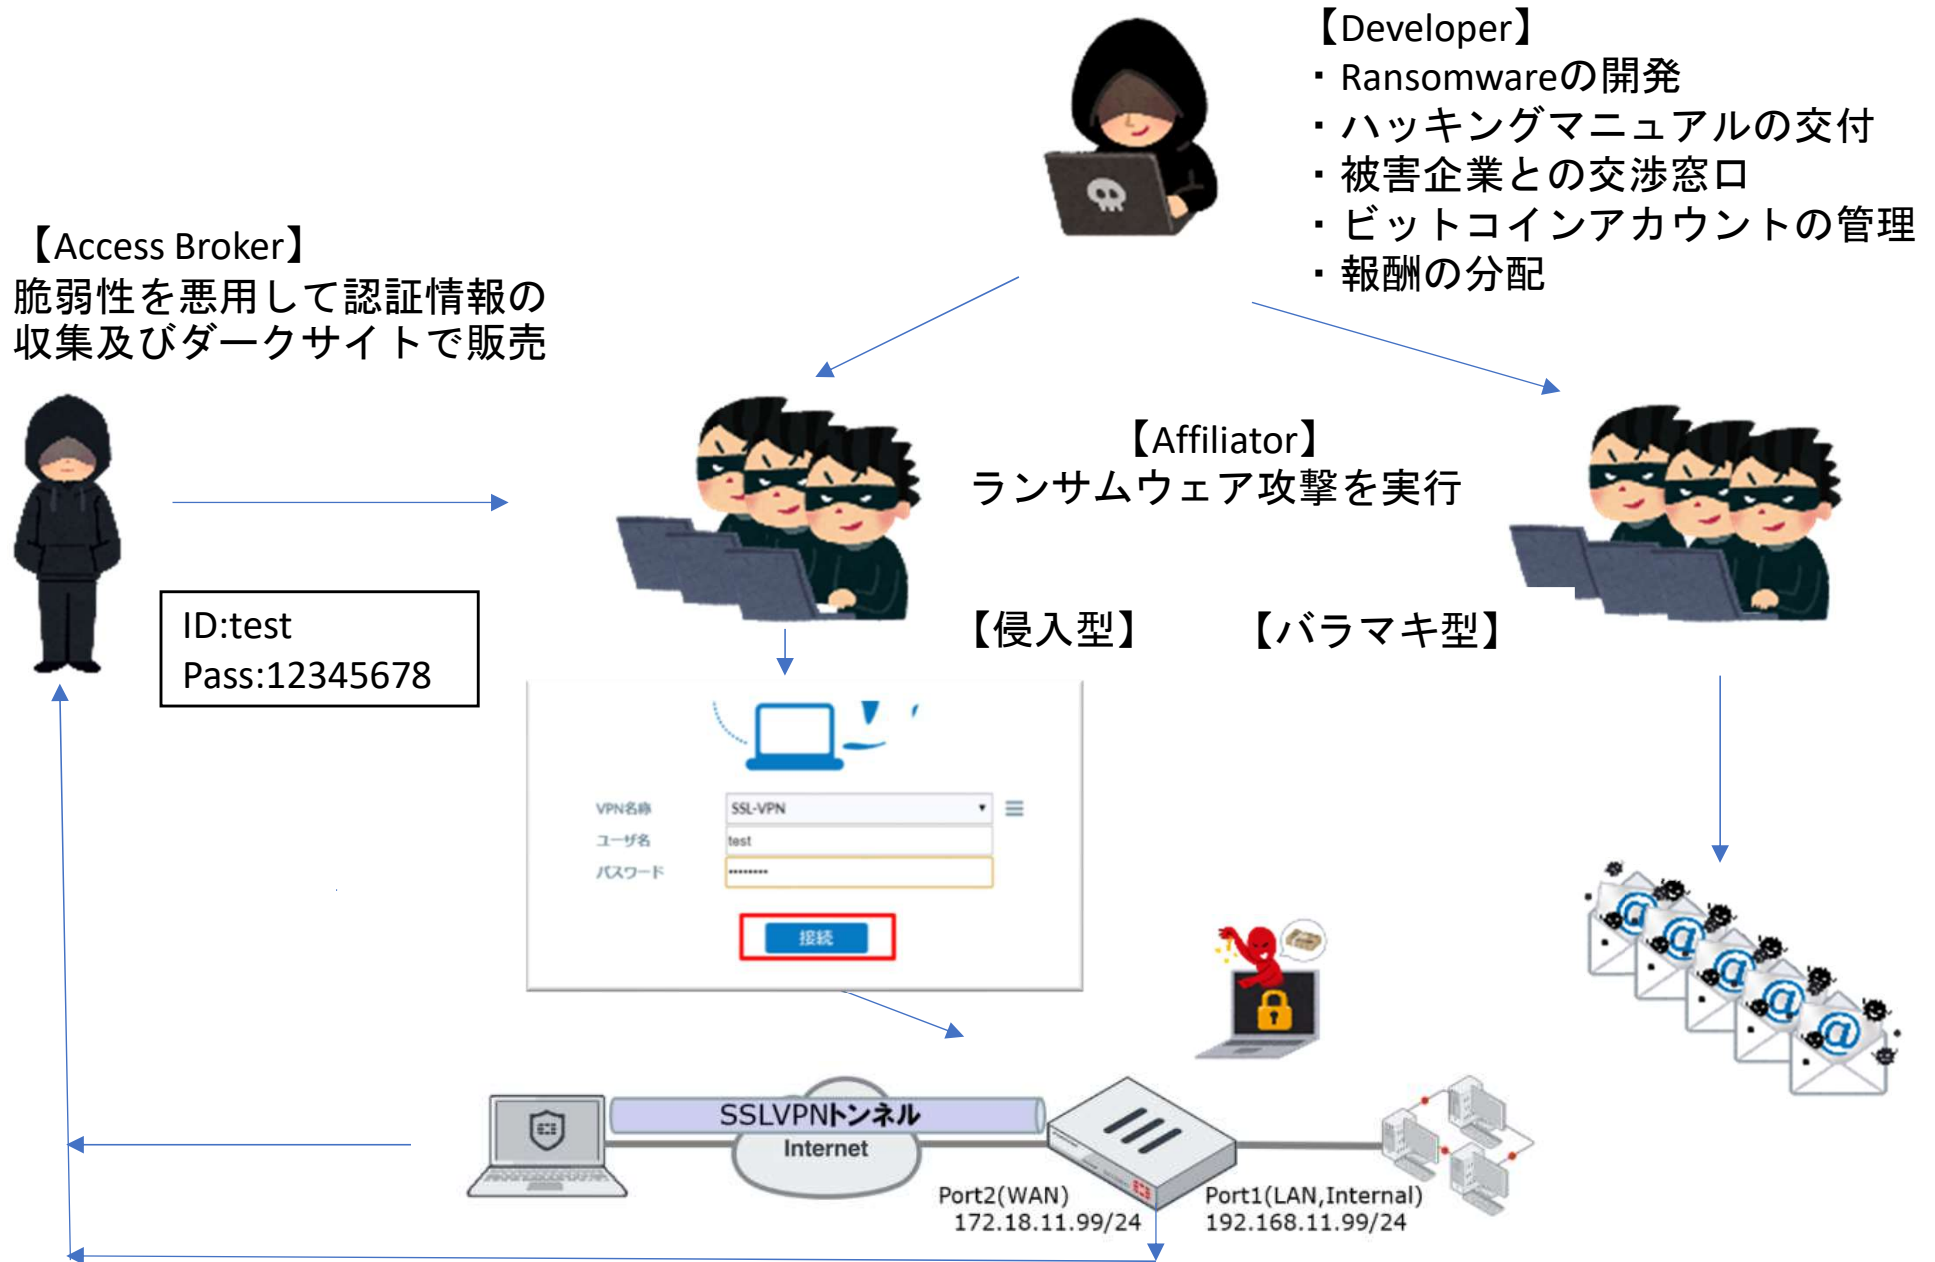 【Developer】
・Ransomwareの開発
・ハッキングマニュアルの交付
・被害企業との交渉窓口
・ビットコインアカウントの管理
・報酬の分配
【Access Broker】
脆弱性を悪用して認証情報の
収集及びダークサイトで販売
【Affiliator】
ランサムウェア攻撃を実行
ID:test
Pass:12345678
【侵入型】
【バラマキ型】
VPN名称 SSL-VPN
ユーザ名 test
パスワード ••••••••
接続
SSLVPNトンネル
Internet
Port2(WAN)
172.18.11.99/24
Port1(LAN,Internal)
192.168.11.99/24
@
@
@
@
@